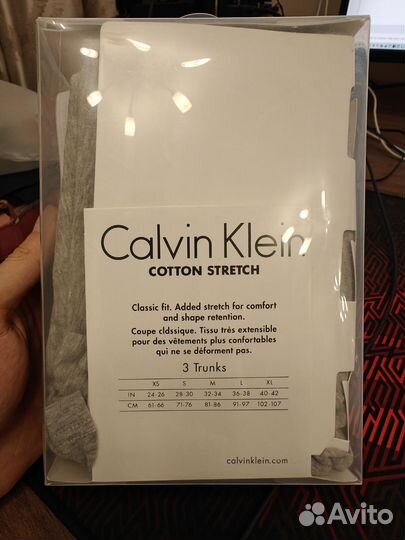 Calvin Klein
COTTON STRETCH
Classic fit. Added stretch for comfort
and shape retention.
Coupe cldssique. Tissu trés extensible
pour des vêtements plus confortables
qui ne se déforment pas.
3 Trunks
XS S M L XL
IN 24-26 28-30 32-34 36-38 40-42
CM 61-66 71-76 81-86 91-97 102-107
calvinklein.com
Avito